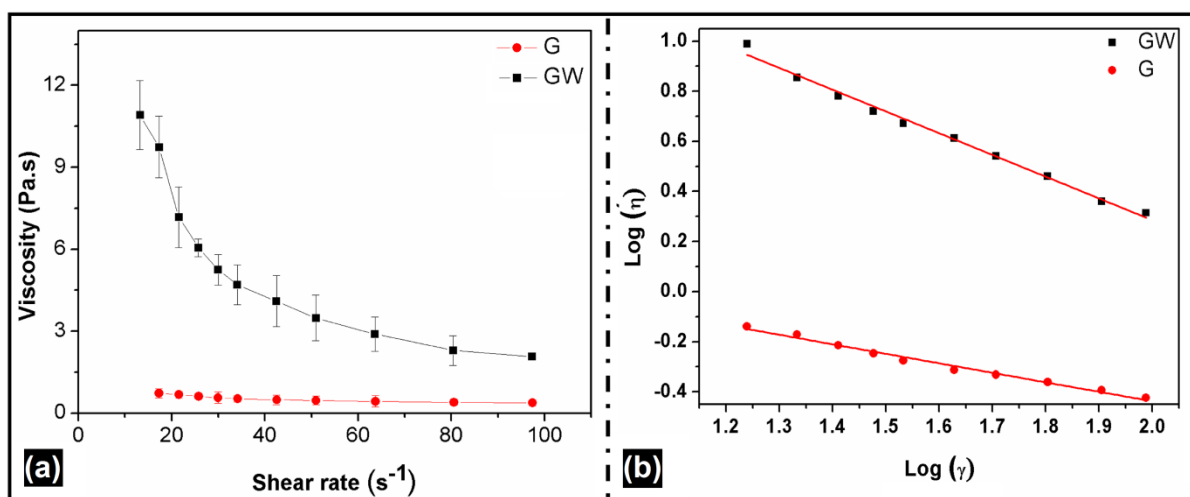 G
GW
Viscosity (Pa.s)
12
9
6
3
0
0 20 40 60 80 100
Shear rate (s⁻¹)
(a)
GW
G
Log (η̇)
1.0
0.8
0.6
0.4
0.2
0.0
-0.2
-0.4
1.2 1.3 1.4 1.5 1.6 1.7 1.8 1.9 2.0
Log (γ)
(b)